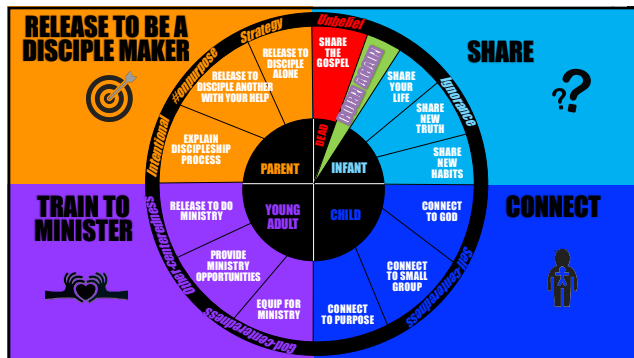 RELEASE TO BE A
DISCIPLE MAKER
SHARE
TRAIN TO
MINISTER
CONNECT
Unbelief
Ignorance
Self-centeredness
God-centeredness
Other-centeredness
Intentional
#onpurpose
Strategy
SHARE
THE
GOSPEL
DEAD
BORN AGAIN
SHARE
YOUR
LIFE
SHARE
NEW
TRUTH
SHARE
NEW
HABITS
INFANT
CONNECT
TO GOD
CONNECT
TO SMALL
GROUP
CONNECT
TO PURPOSE
CHILD
EQUIP FOR
MINISTRY
PROVIDE
MINISTRY
OPPORTUNITIES
RELEASE TO DO
MINISTRY
YOUNG
ADULT
EXPLAIN
DISCIPLESHIP
PROCESS
RELEASE TO
DISCIPLE ANOTHER
WITH YOUR HELP
RELEASE TO
DISCIPLE
ALONE
PARENT